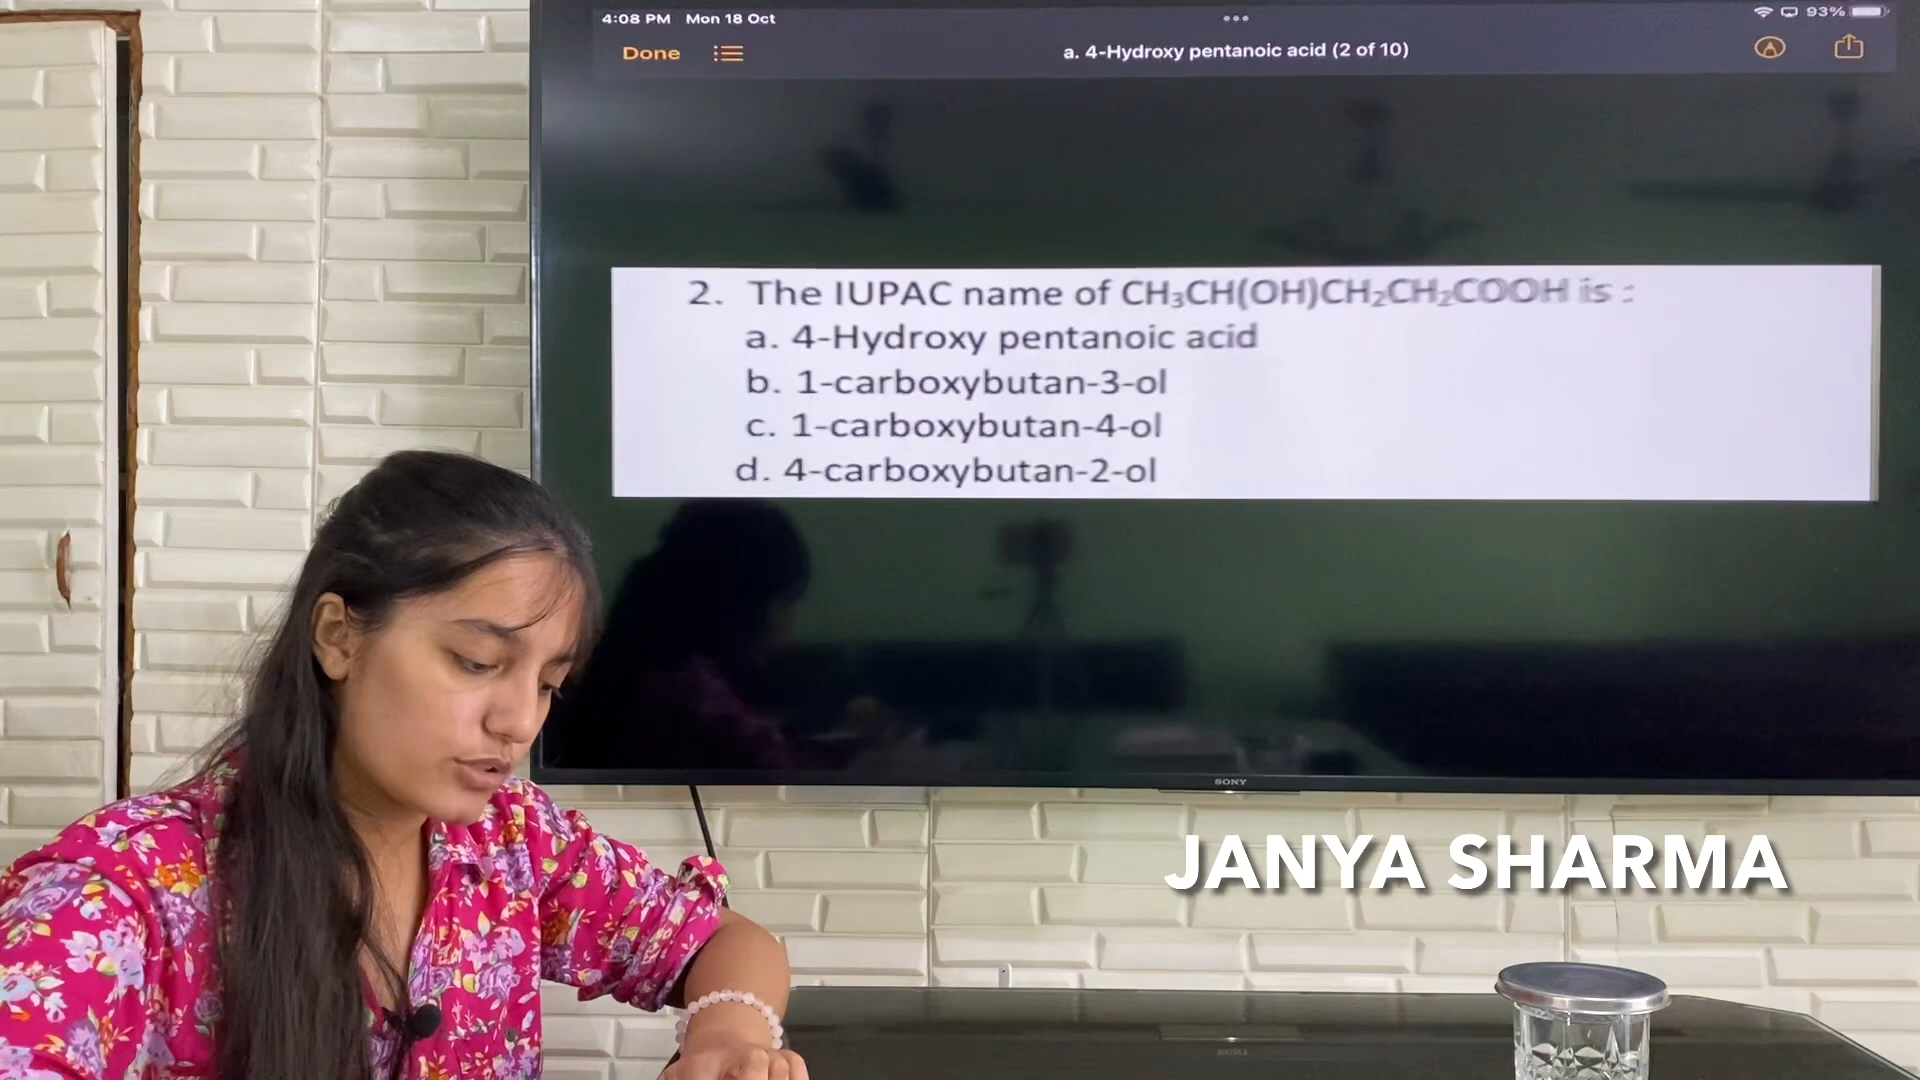 4:08 PM Mon 18 Oct
93%
Done
a. 4-Hydroxy pentanoic acid (2 of 10)
2. The IUPAC name of CH₃CH(OH)CH₂CH₂COOH is :
a. 4-Hydroxy pentanoic acid
b. 1-carboxybutan-3-ol
c. 1-carboxybutan-4-ol
d. 4-carboxybutan-2-ol
SONY
JANYA SHARMA